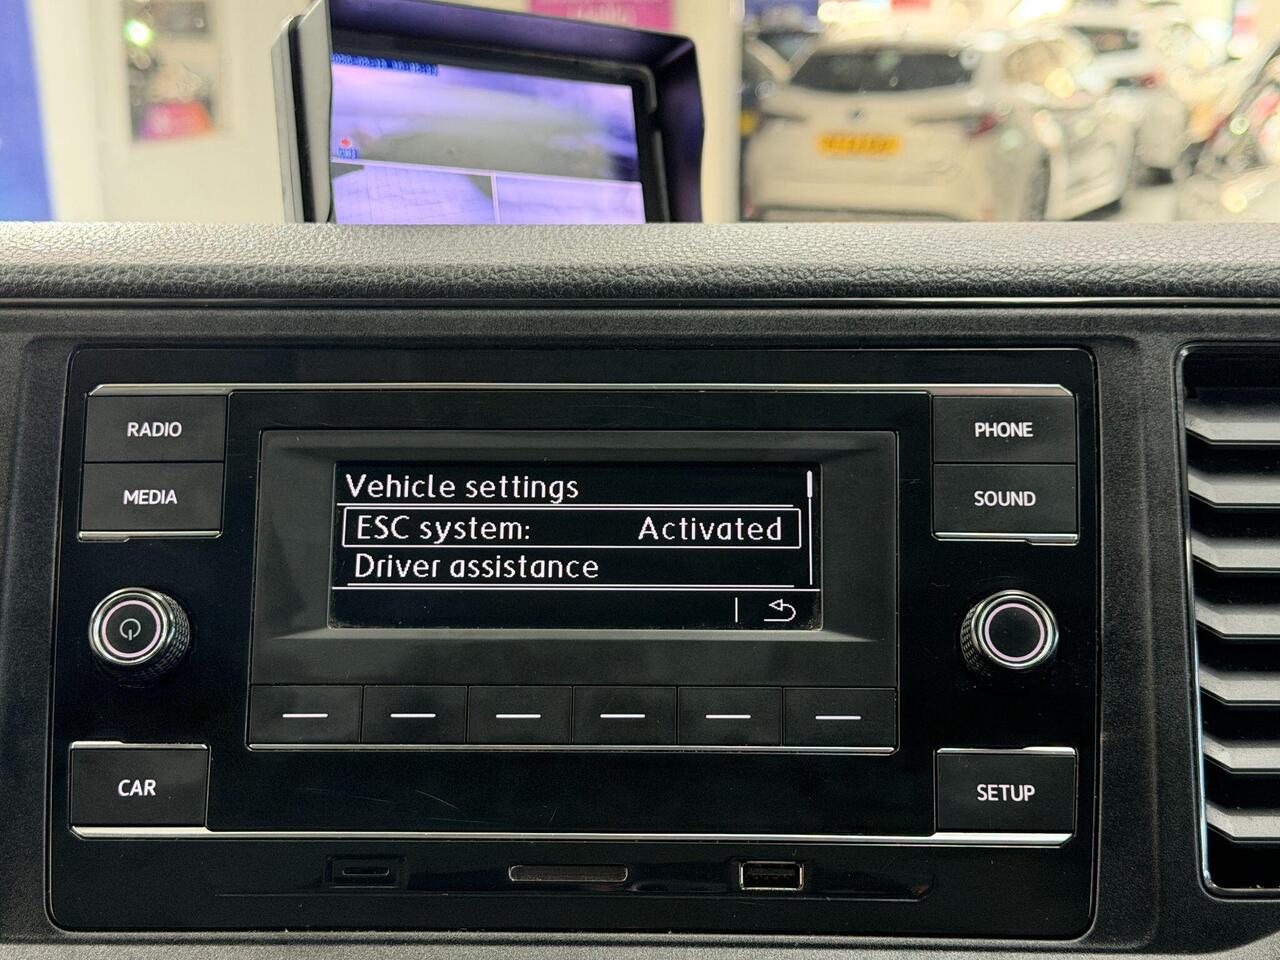 RADIO
PHONE
MEDIA
SOUND
Vehicle settings
ESC system: Activated
Driver assistance
CAR
SETUP